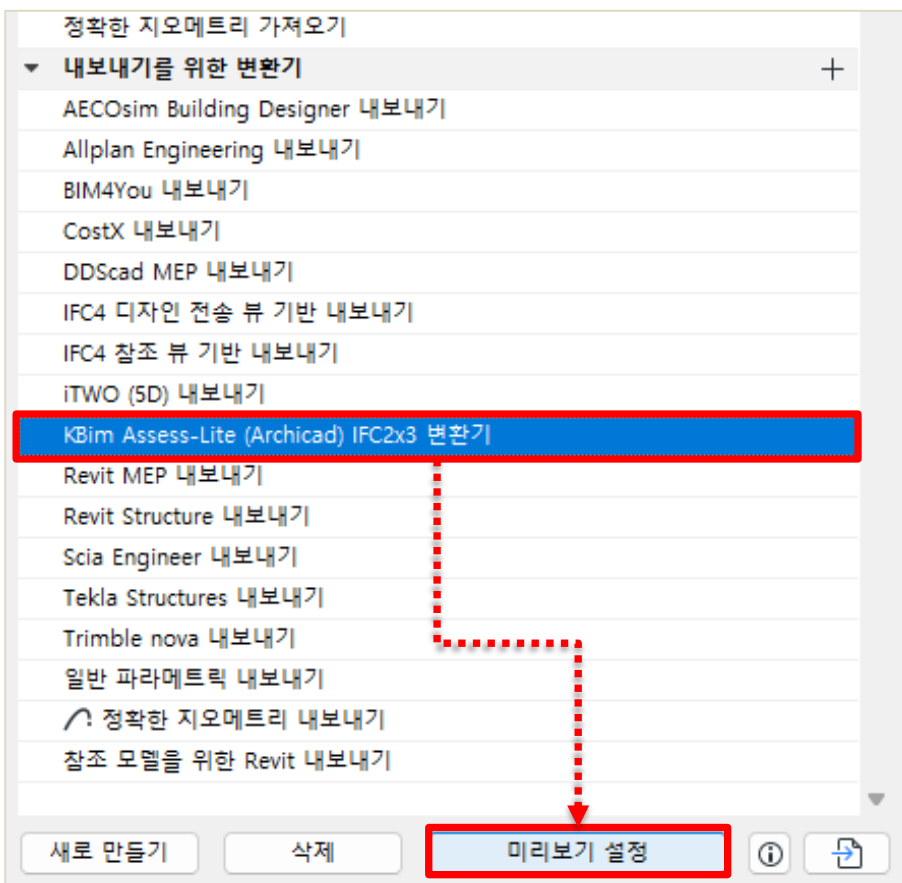 정확한 지오메트리 가져오기
내보내기를 위한 변환기
AECOsim Building Designer 내보내기
Allplan Engineering 내보내기
BIM4You 내보내기
CostX 내보내기
DDScad MEP 내보내기
IFC4 디자인 전송 뷰 기반 내보내기
IFC4 참조 뷰 기반 내보내기
iTWO (5D) 내보내기
KBim Assess-Lite (Archicad) IFC2x3 변환기
Revit MEP 내보내기
Revit Structure 내보내기
Scia Engineer 내보내기
Tekla Structures 내보내기
Trimble nova 내보내기
일반 파라메트릭 내보내기
정확한 지오메트리 내보내기
참조 모델을 위한 Revit 내보내기
새로 만들기 삭제 미리보기 설정